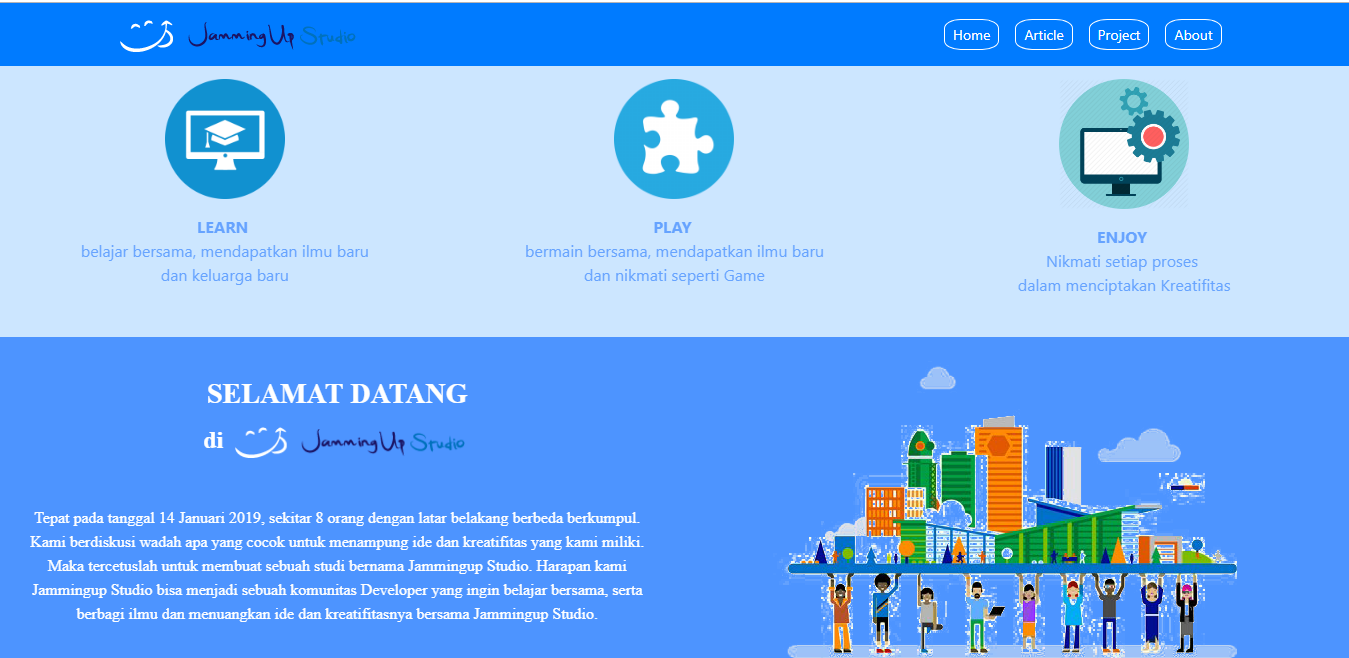 JammingUp Studio
Home Article Project About
LEARN
belajar bersama, mendapatkan ilmu baru
dan keluarga baru
PLAY
bermain bersama, mendapatkan ilmu baru
dan nikmati seperti Game
ENJOY
Nikmati setiap proses
dalam menciptakan Kreatifitas
SELAMAT DATANG
di JammingUp Studio
Tepat pada tanggal 14 Januari 2019, sekitar 8 orang dengan latar belakang berbeda berkumpul.
Kami berdiskusi wadah apa yang cocok untuk menampung ide dan kreatifitas yang kami miliki.
Maka tercetuslah untuk membuat sebuah studi bernama Jammingup Studio. Harapan kami
Jammingup Studio bisa menjadi sebuah komunitas Developer yang ingin belajar bersama, serta
berbagi ilmu dan menuangkan ide dan kreatifitasnya bersama Jammingup Studio.